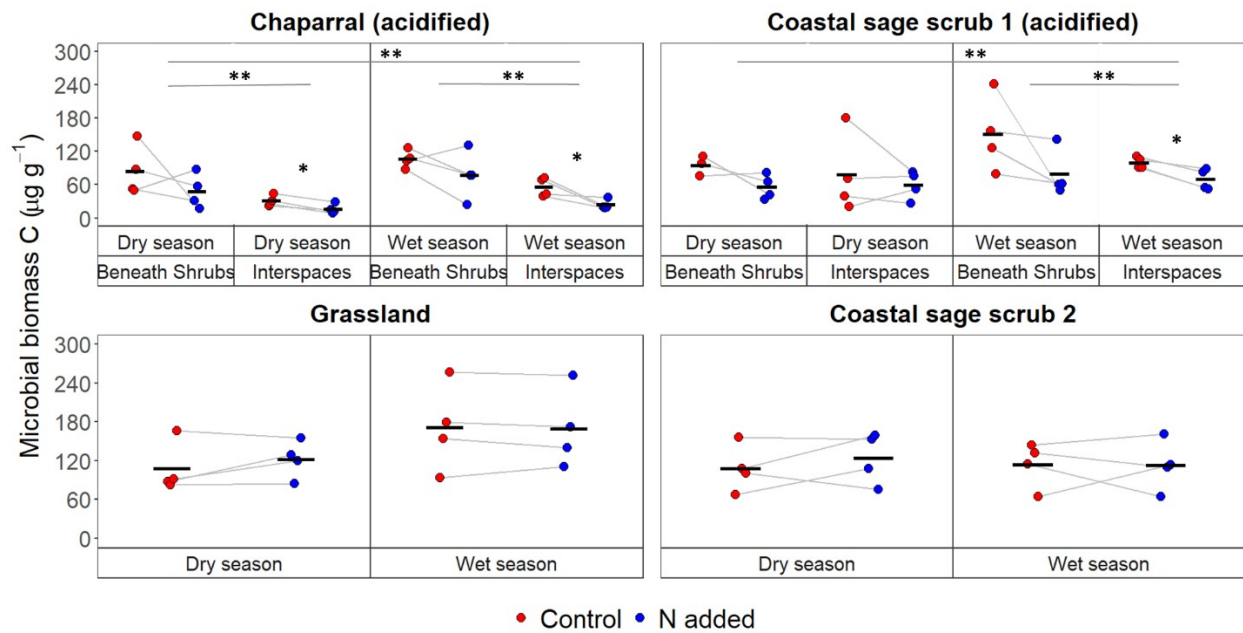 Chaparral (acidified)
Coastal sage scrub 1 (acidified)
Microbial biomass C (µg g⁻¹)
300
240
180
120
60
0
**
**
**
*
*
**
**
*
Dry season Dry season Wet season Wet season
Beneath Shrubs Interspaces Beneath Shrubs Interspaces
Dry season Dry season Wet season Wet season
Beneath Shrubs Interspaces Beneath Shrubs Interspaces
Grassland
Coastal sage scrub 2
300
240
180
120
60
0
Dry season Wet season
Dry season Wet season
Control N added